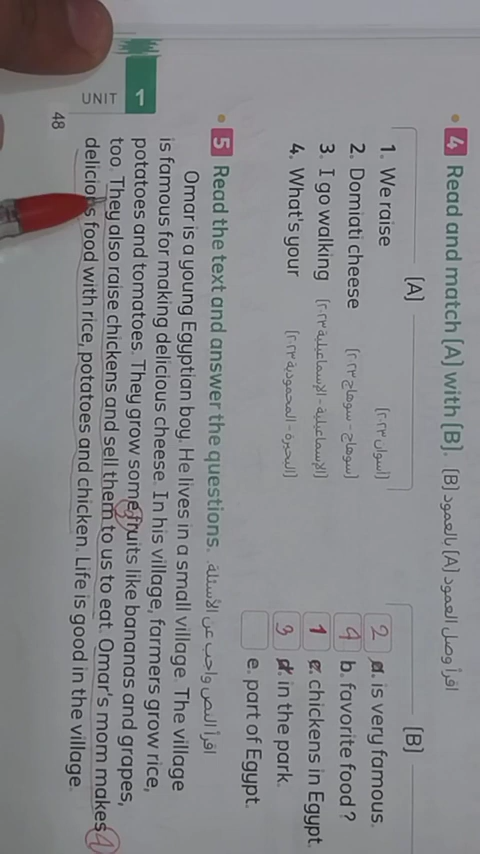 4 Read and match [A] with [B]. اقرأ وصل العمود [A] بالعمود [B]
[A]
1. We raise [أسوان ٢٠٢٣]
2. Domiati cheese [سوهاج - سوهاج ٢٠٢٣]
3. I go walking [الإسماعيلية - الإسماعيلية ٢٠٢٣]
4. What's your [البحيرة - المحمودية ٢٠٢٣]
[B]
2 a. is very famous.
4 b. favorite food ?
1 c. chickens in Egypt.
3 d. in the park.
e. part of Egypt.
5 Read the text and answer the questions. اقرأ النص وأجب عن الأسئلة.
Omar is a young Egyptian boy. He lives in a small village. The village
is famous for making delicious cheese. In his village, farmers grow rice,
potatoes and tomatoes. They grow some fruits like bananas and grapes,
too. They also raise chickens and sell them to us to eat. Omar's mom makes
delicious food with rice, potatoes and chicken. Life is good in the village.
3
4
1
UNIT
48